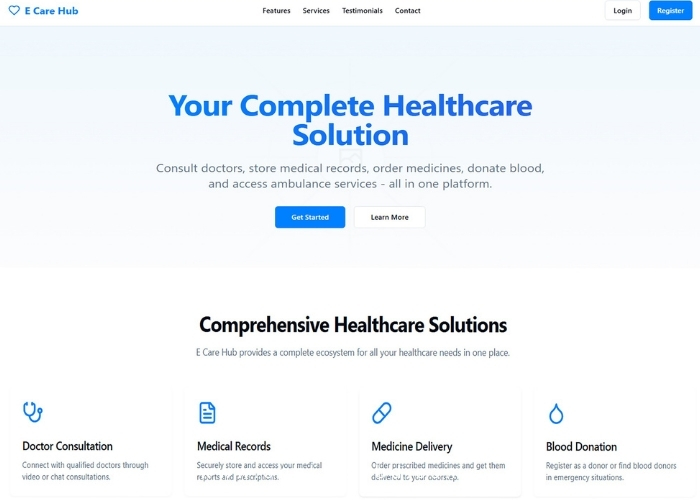 E Care Hub
Features Services Testimonials Contact
Login Register
Your Complete Healthcare
Solution
Consult doctors, store medical records, order medicines, donate blood,
and access ambulance services - all in one platform.
Get Started Learn More
Comprehensive Healthcare Solutions
E Care Hub provides a complete ecosystem for all your healthcare needs in one place.
Doctor Consultation
Connect with qualified doctors through
video or chat consultations.
Medical Records
Securely store and access your medical
reports and prescriptions.
Medicine Delivery
Order prescribed medicines and get them
delivered to your doorstep.
Blood Donation
Register as a donor or find blood donors
in emergency situations.